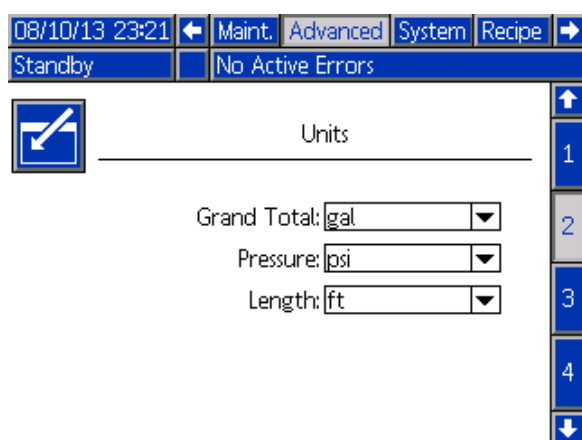 08/10/13 23:21 Maint. Advanced System Recipe
Standby No Active Errors
Units
1
Grand Total: gal
2
Pressure: psi
Length: ft
3
4